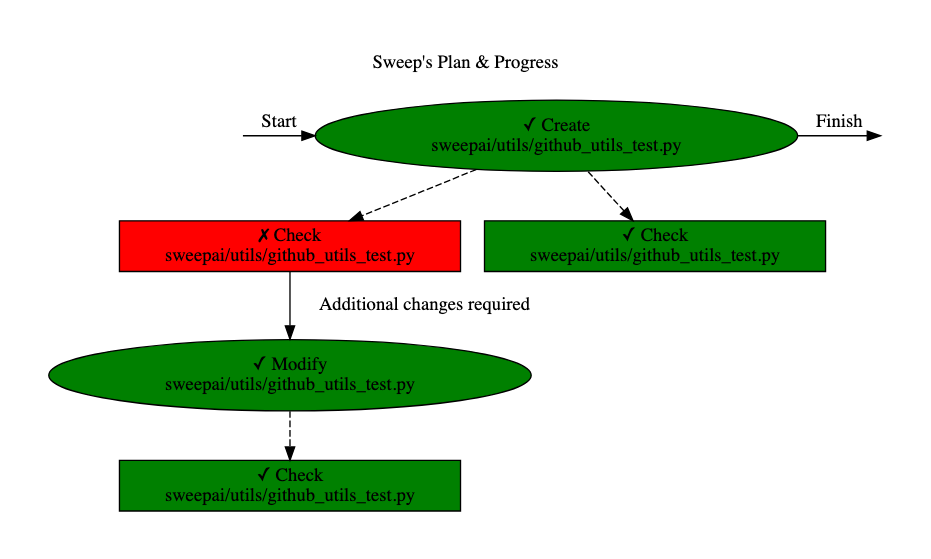 Sweep's Plan & Progress
Start
✓ Create
sweepai/utils/github_utils_test.py
Finish
✗ Check
sweepai/utils/github_utils_test.py
✓ Check
sweepai/utils/github_utils_test.py
Additional changes required
✓ Modify
sweepai/utils/github_utils_test.py
✓ Check
sweepai/utils/github_utils_test.py